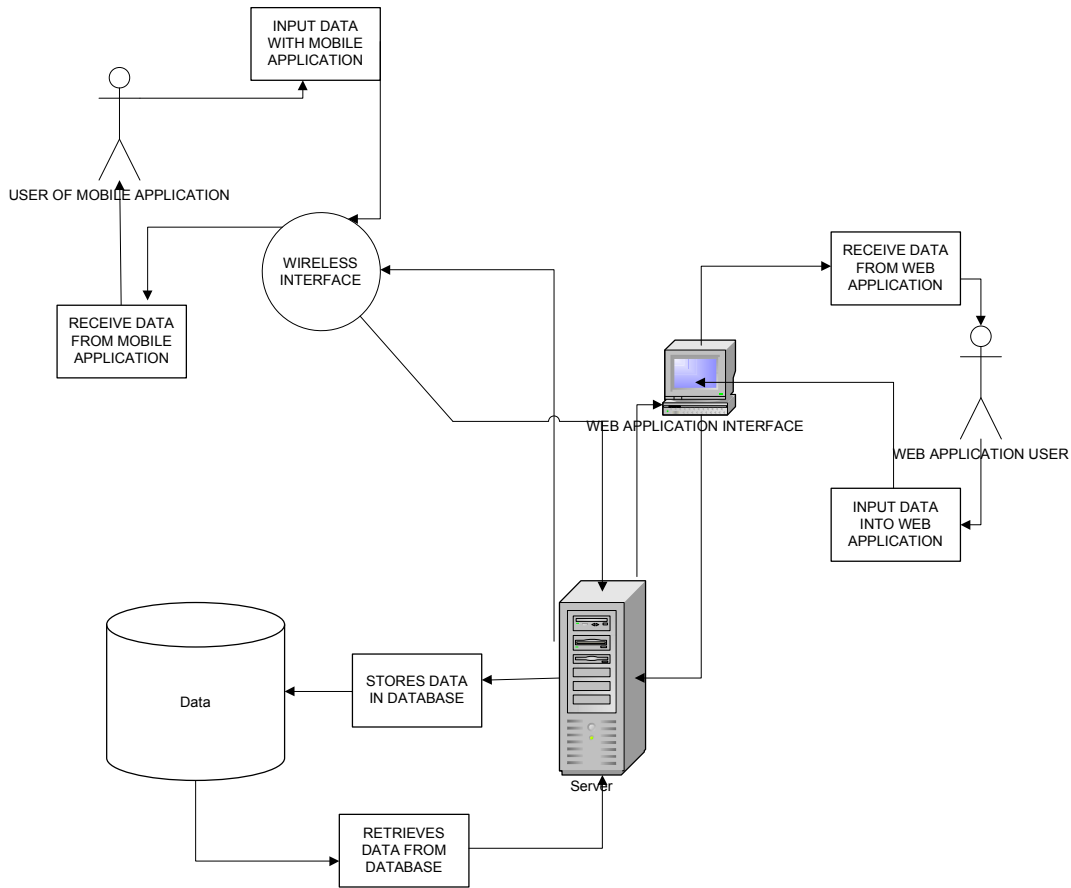 INPUT DATA
WITH MOBILE
APPLICATION
USER OF MOBILE APPLICATION
WIRELESS
INTERFACE
RECEIVE DATA
FROM MOBILE
APPLICATION
RECEIVE DATA
FROM WEB
APPLICATION
WEB APPLICATION INTERFACE
WEB APPLICATION USER
INPUT DATA
INTO WEB
APPLICATION
Data
STORES DATA
IN DATABASE
Server
RETRIEVES
DATA FROM
DATABASE